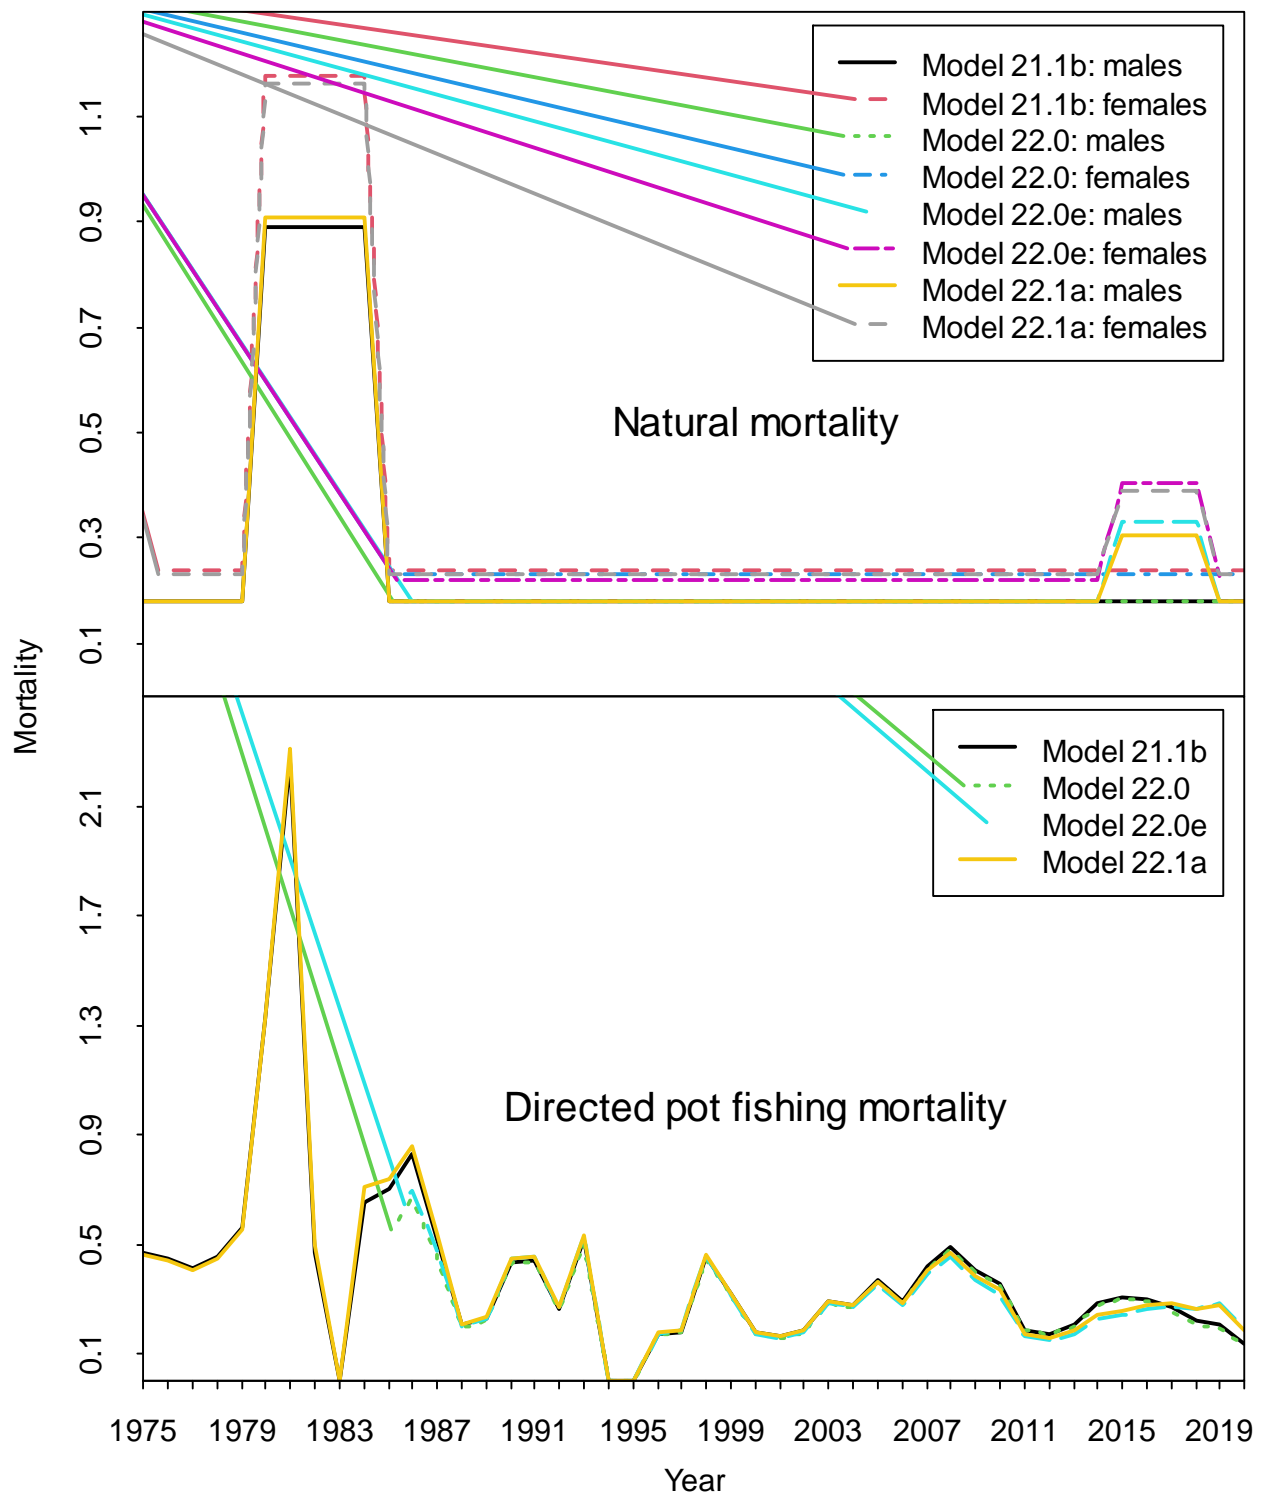 Model 21.1b: males
Model 21.1b: females
Model 22.0: males
Model 22.0: females
Model 22.0e: males
Model 22.0e: females
Model 22.1a: males
Model 22.1a: females
Natural mortality
1.1
0.9
0.7
0.5
0.3
0.1
Mortality
Model 21.1b
Model 22.0
Model 22.0e
Model 22.1a
Directed pot fishing mortality
2.1
1.7
1.3
0.9
0.5
0.1
1975 1979 1983 1987 1991 1995 1999 2003 2007 2011 2015 2019
Year